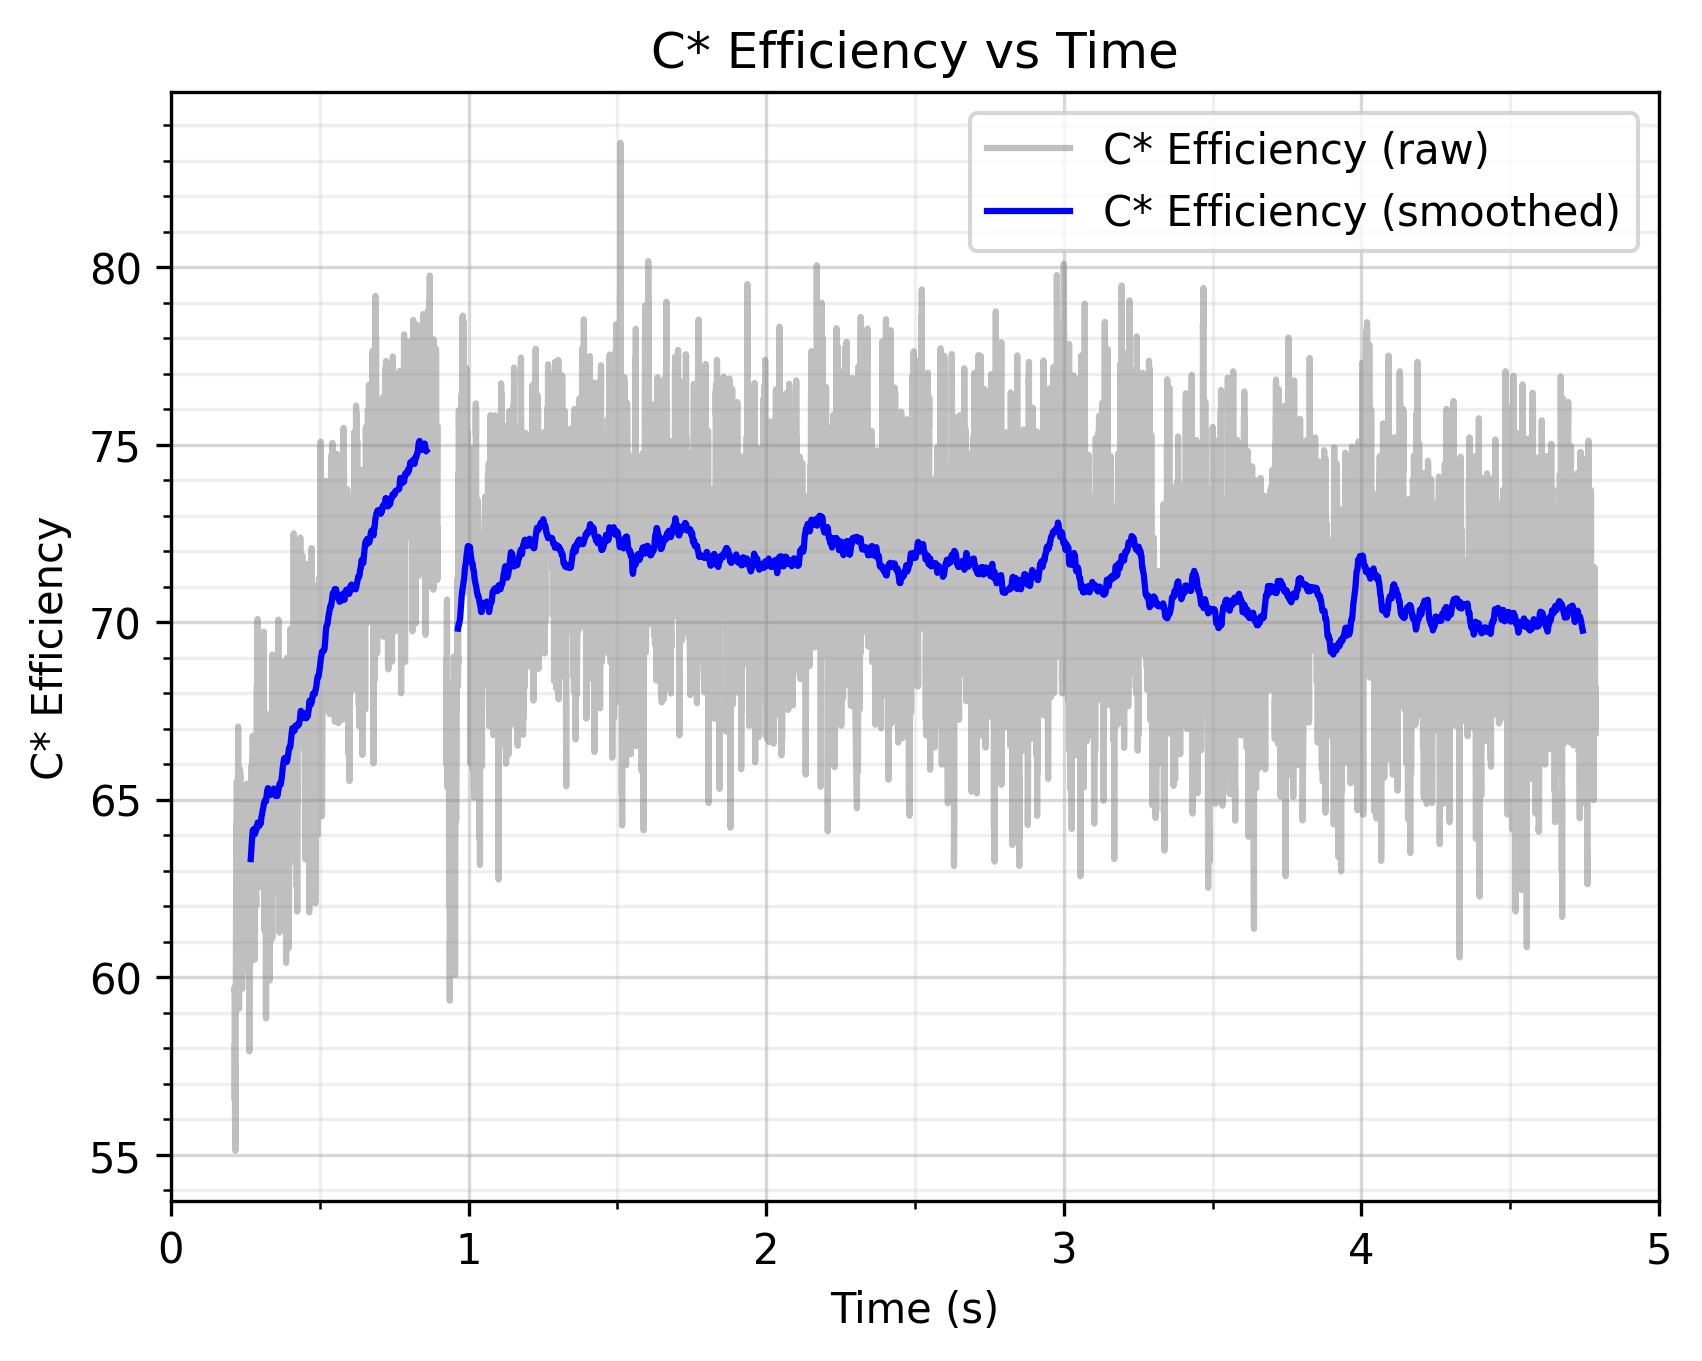 C* Efficiency vs Time
C* Efficiency (raw)
C* Efficiency (smoothed)
C* Efficiency
80
75
70
65
60
55
0 1 2 3 4 5
Time (s)